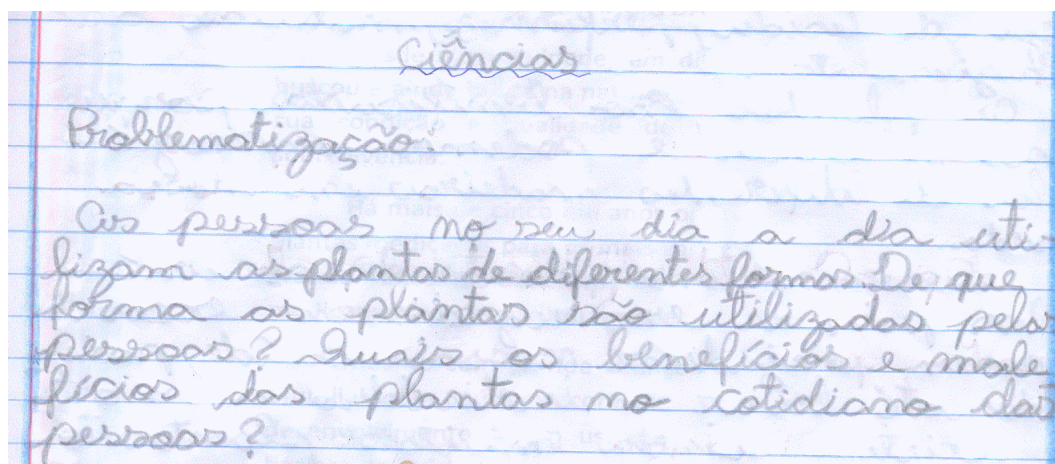 Ciências
Problematização:
As pessoas no seu dia a dia uti-
lizam as plantas de diferentes formas. De que
forma as plantas são utilizadas pelas
pessoas? Quais os benefícios e male
fícios das plantas no cotidiano das
pessoas?